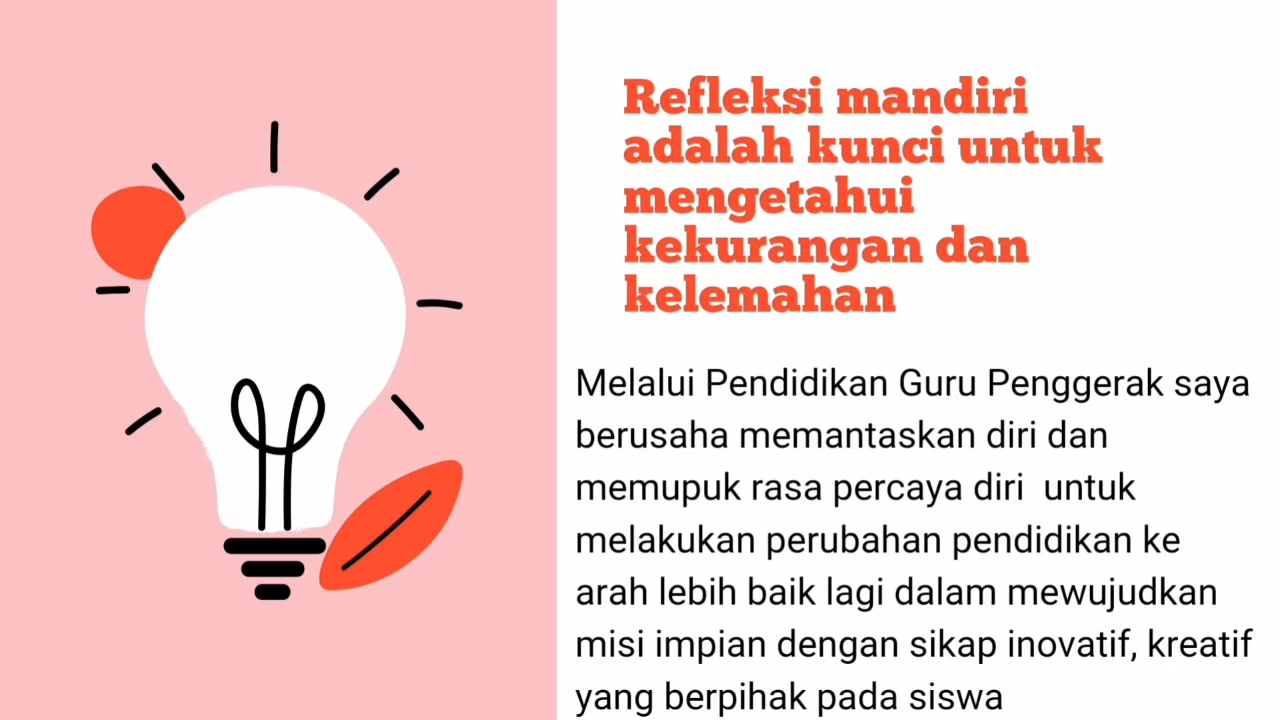 Refleksi mandiri
adalah kunci untuk
mengetahui
kekurangan dan
kelemahan
Melalui Pendidikan Guru Penggerak saya
berusaha memantaskan diri dan
memupuk rasa percaya diri  untuk
melakukan perubahan pendidikan ke
arah lebih baik lagi dalam mewujudkan
misi impian dengan sikap inovatif, kreatif
yang berpihak pada siswa